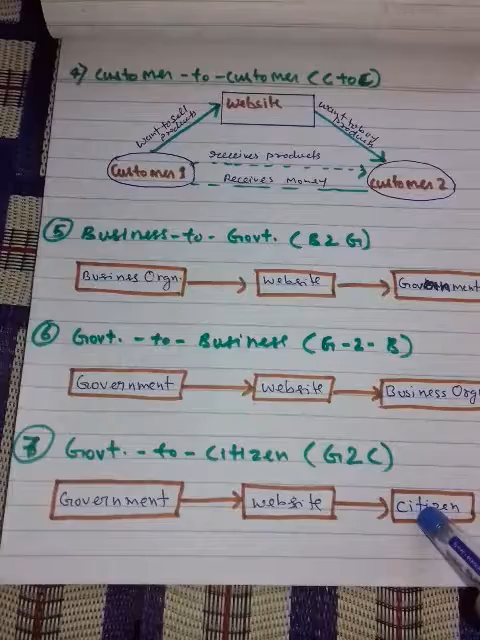 4) Customer-to-customer (C to C)
Website
want to sell products
want to buy products
receives products
Customer 1
Receives Money
Customer 2
5 Business-to-Govt. (B2G)
Business Orgn.
Website
Government
6 Govt.-to-Business (G-2-B)
Government
Website
Business Org
7 Govt.-to-Citizen (G2C)
Government
Website
Citizen